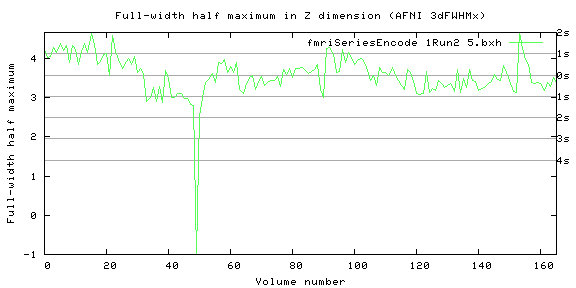 Full-width half maximum in Z dimension (AFNI 3dFWHMx)
fmriSeriesEncode 1Run2 5.bxh
Full-width half maximum
4
3
2
1
0
-1
2s
1s
0s
1s
2s
3s
4s
0 20 40 60 80 100 120 140 160
Volume number